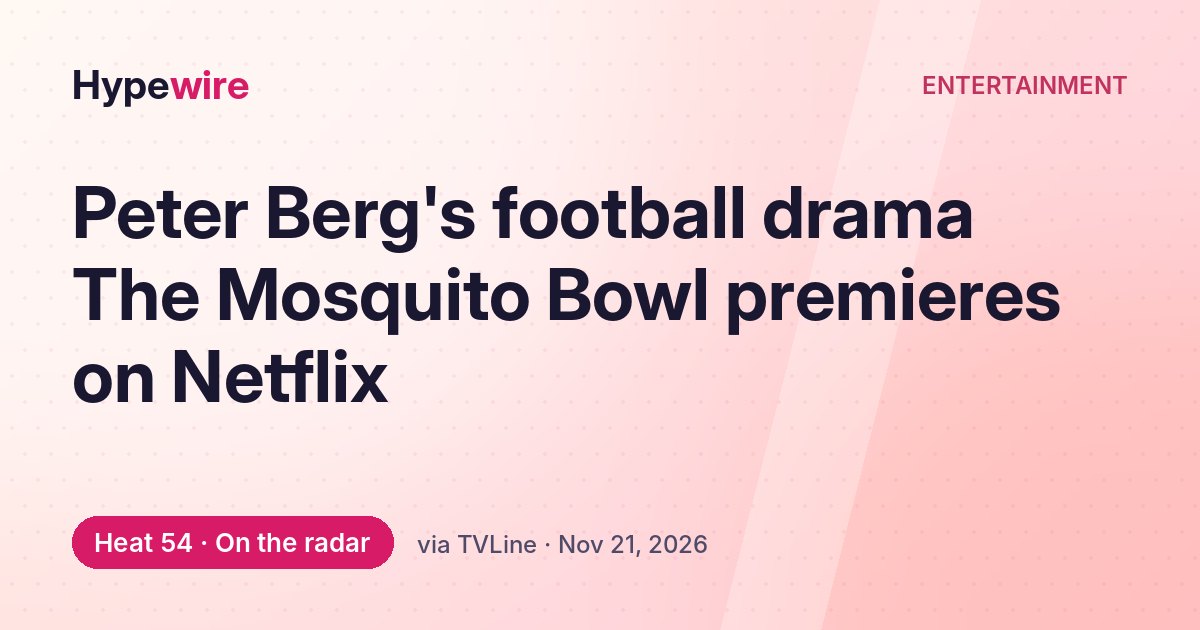 Hypewire
ENTERTAINMENT
Peter Berg's football drama
The Mosquito Bowl premieres
on Netflix
Heat 54 · On the radar
via TVLine · Nov 21, 2026